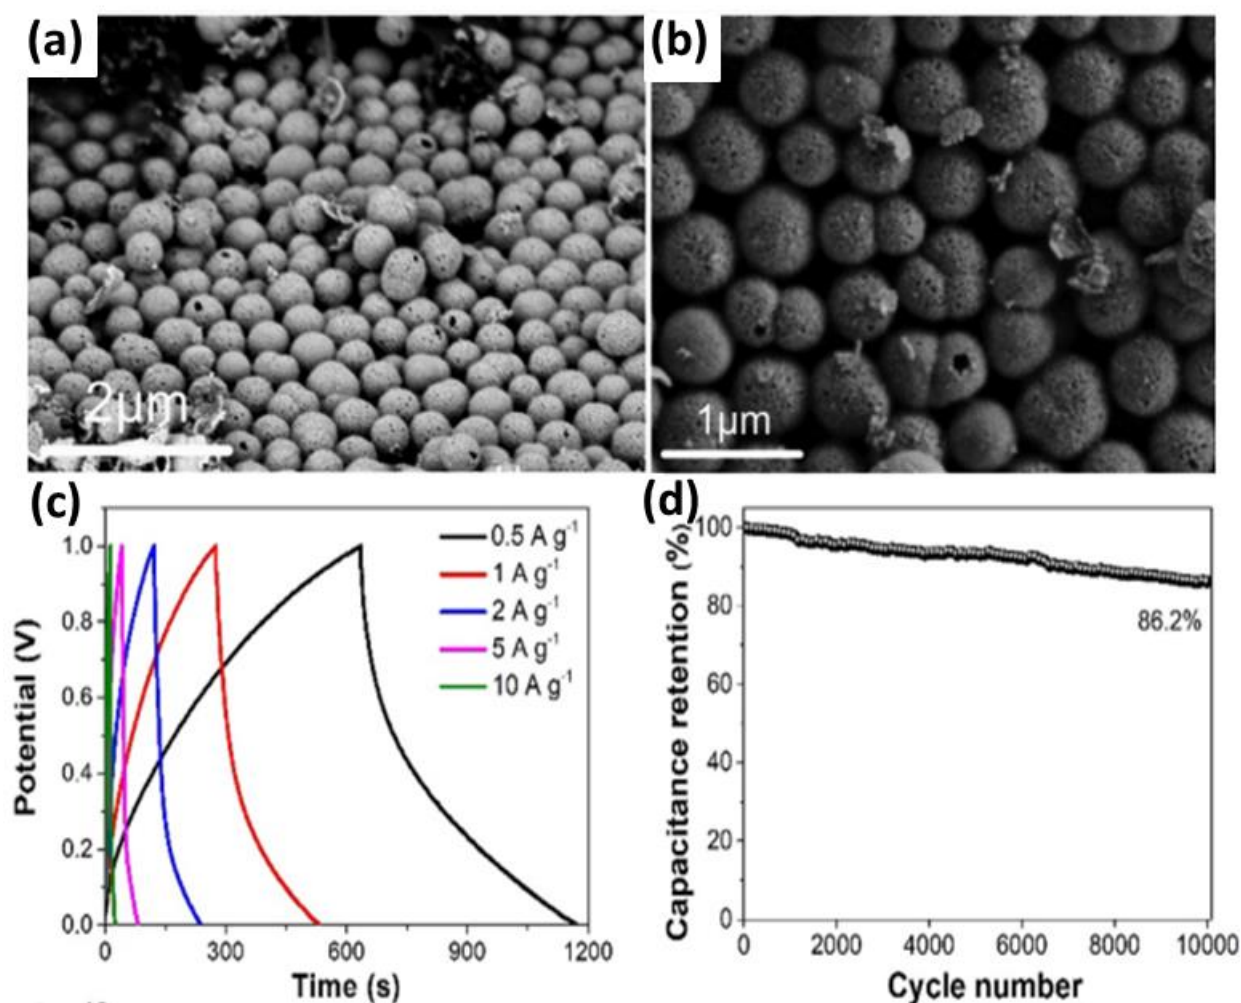 (a)
(b)
2μm
1μm
(c)
(d)
1.0
0.8
0.6
0.4
0.2
0.0
Potential (V)
0.5 A g⁻¹
1 A g⁻¹
2 A g⁻¹
5 A g⁻¹
10 A g⁻¹
0 300 600 900 1200
Time (s)
100
80
60
40
20
0
Capacitance retention (%)
86.2%
0 2000 4000 6000 8000 10000
Cycle number